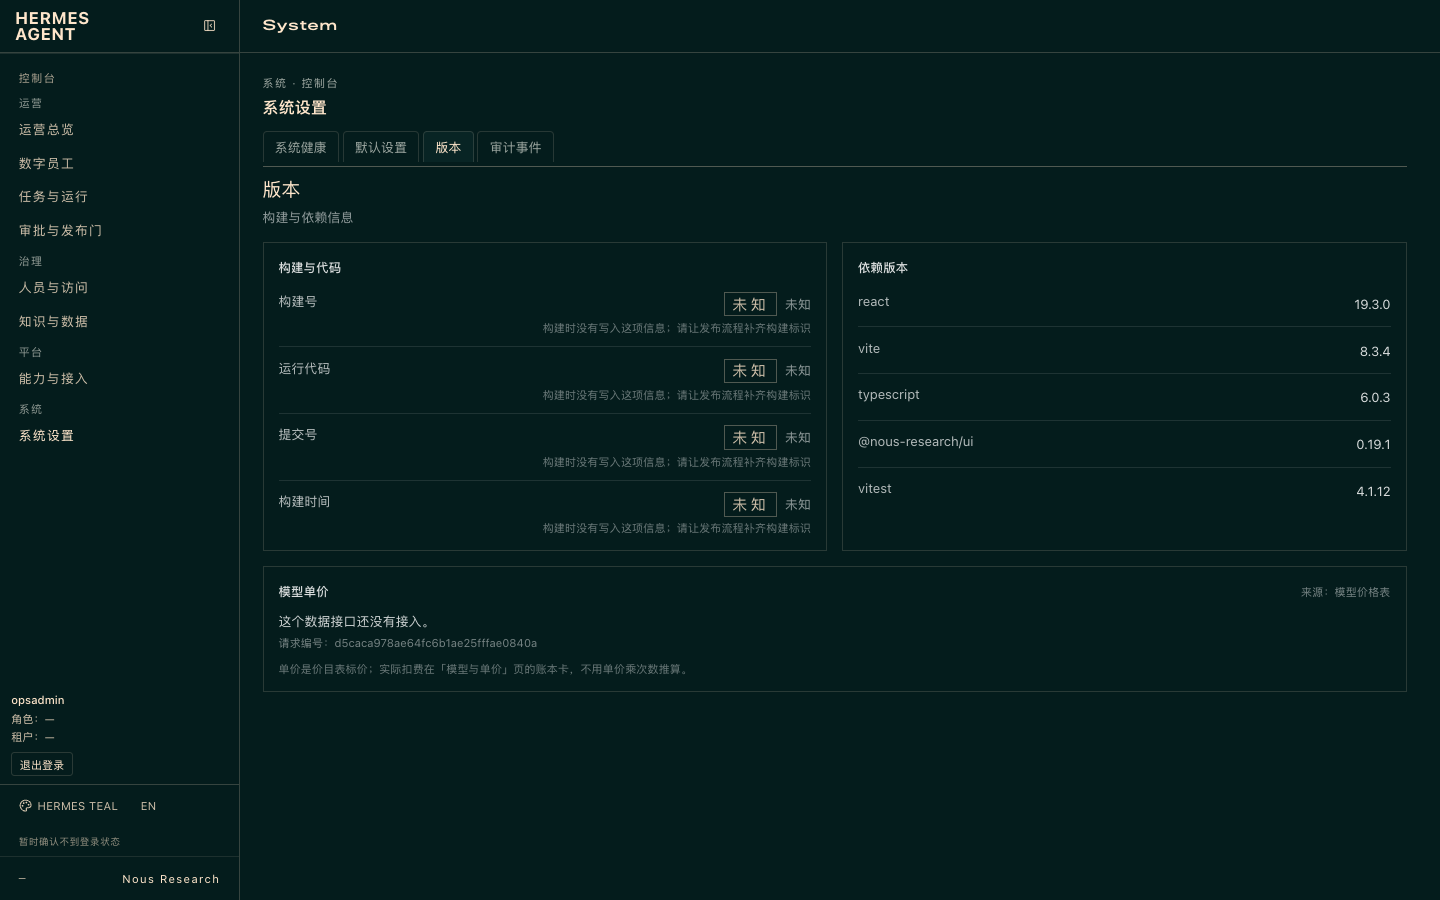 HERMES
AGENT
System
控制台
运营
运营总览
数字员工
任务与运行
审批与发布门
治理
人员与访问
知识与数据
平台
能力与接入
系统
系统设置
opsadmin
角色：—
租户：—
退出登录
HERMES TEAL EN
暂时确认不到登录状态
— Nous Research
系统 · 控制台
系统设置
系统健康 默认设置 版本 审计事件
版本
构建与依赖信息
构建与代码
构建号 未知 未知
构建时没有写入这项信息；请让发布流程补齐构建标识
运行代码 未知 未知
构建时没有写入这项信息；请让发布流程补齐构建标识
提交号 未知 未知
构建时没有写入这项信息；请让发布流程补齐构建标识
构建时间 未知 未知
构建时没有写入这项信息；请让发布流程补齐构建标识
依赖版本
react 19.3.0
vite 8.3.4
typescript 6.0.3
@nous-research/ui 0.19.1
vitest 4.1.12
模型单价 来源：模型价格表
这个数据接口还没有接入。
请求编号：d5caca978ae64fc6b1ae25fffae0840a
单价是价目表标价；实际扣费在「模型与单价」页的账本卡，不用单价乘次数推算。